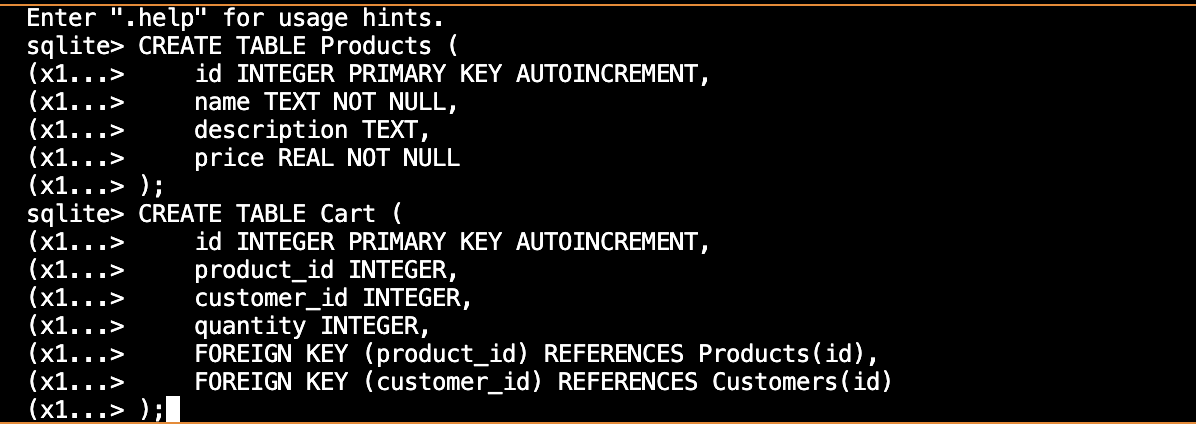 Enter ".help" for usage hints.
sqlite> CREATE TABLE Products (
(x1...>     id INTEGER PRIMARY KEY AUTOINCREMENT,
(x1...>     name TEXT NOT NULL,
(x1...>     description TEXT,
(x1...>     price REAL NOT NULL
(x1...> );
sqlite> CREATE TABLE Cart (
(x1...>     id INTEGER PRIMARY KEY AUTOINCREMENT,
(x1...>     product_id INTEGER,
(x1...>     customer_id INTEGER,
(x1...>     quantity INTEGER,
(x1...>     FOREIGN KEY (product_id) REFERENCES Products(id),
(x1...>     FOREIGN KEY (customer_id) REFERENCES Customers(id)
(x1...> );